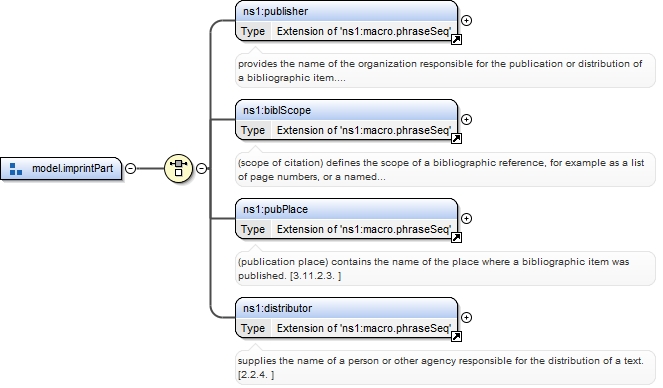 ns1:publisher
Type Extension of 'ns1:macro.phraseSeq'
provides the name of the organization responsible for the publication or distribution of
a bibliographic item....
ns1:biblScope
Type Extension of 'ns1:macro.phraseSeq'
(scope of citation) defines the scope of a bibliographic reference, for example as a list
of page numbers, or a named...
model.imprintPart
ns1:pubPlace
Type Extension of 'ns1:macro.phraseSeq'
(publication place) contains the name of the place where a bibliographic item was
published. [3.11.2.3. ]
ns1:distributor
Type Extension of 'ns1:macro.phraseSeq'
supplies the name of a person or other agency responsible for the distribution of a text.
[2.2.4. ]